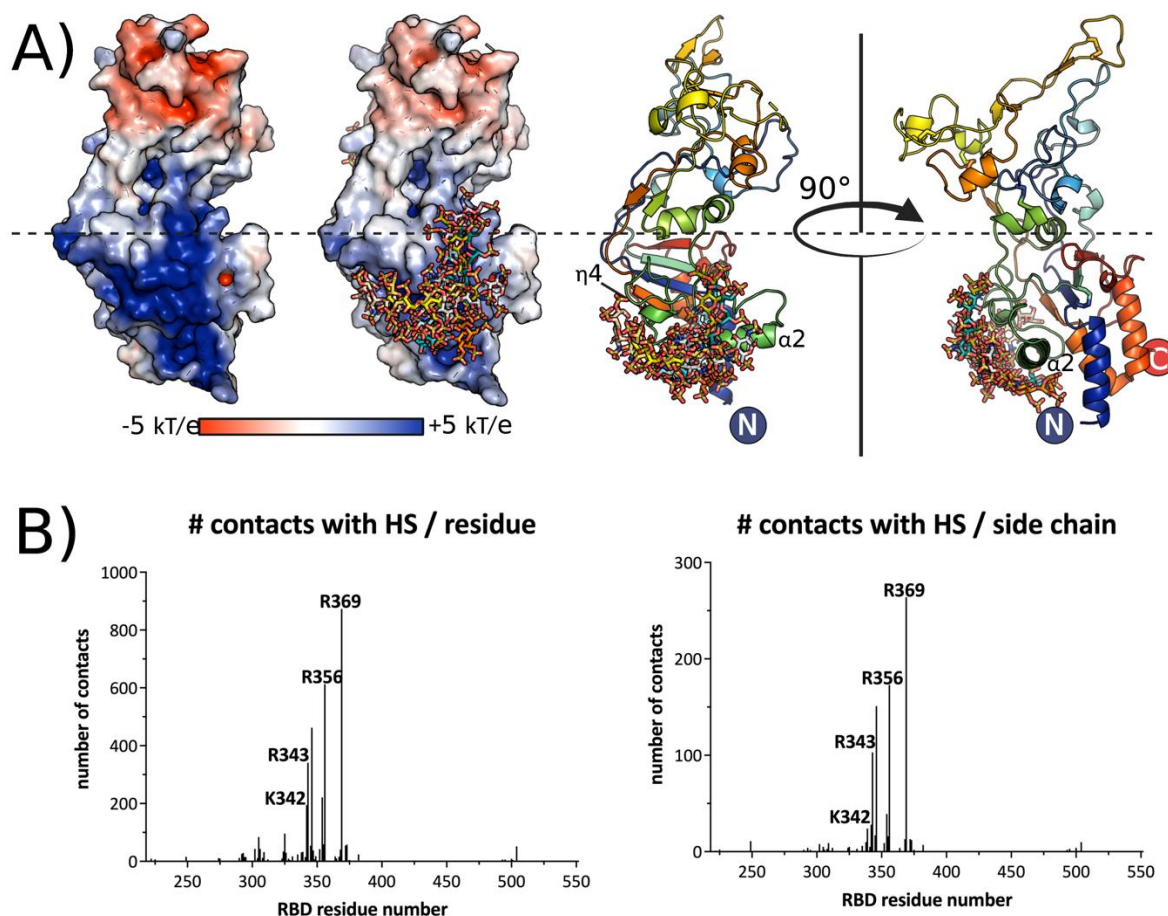 A)
90°
η4
α2
α2
C
N
N
-5 kT/e
+5 kT/e
B)
# contacts with HS / residue
# contacts with HS / side chain
number of contacts
1000
800
600
400
200
0
R369
R356
R343
K342
250 300 350 400 450 500 550
RBD residue number
number of contacts
300
200
100
0
R369
R356
R343
K342
250 300 350 400 450 500 550
RBD residue number